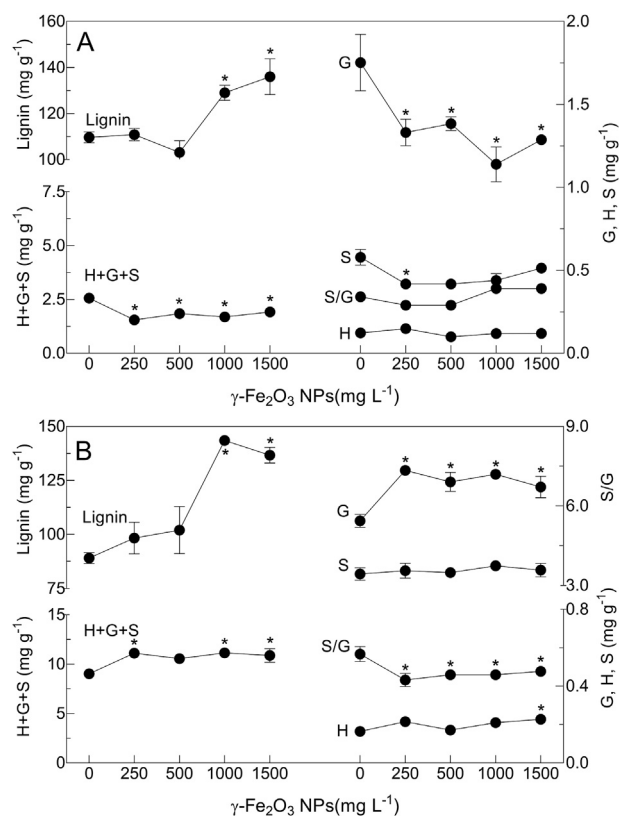 A
Lignin (mg g-1)
160
140
120
100
Lignin
* *
H+G+S (mg g-1)
7.5
5.0
2.5
0.0
H+G+S
* * * *
0 250 500 1000 1500
G
* * * *
S
*
S/G
H
2.0
1.5
1.0
0.5
0.0
G, H, S (mg g-1)
0 250 500 1000 1500
γ-Fe2O3 NPs(mg L-1)
B
Lignin (mg g-1)
150
125
100
75
Lignin
* *
*
H+G+S (mg g-1)
15
10
5
0
H+G+S
* * *
0 250 500 1000 1500
G
* * * *
S
9.0
6.0
3.0
S/G
S/G
* * * *
H
*
0.8
0.4
0.0
G, H, S (mg g-1)
0 250 500 1000 1500
γ-Fe2O3 NPs(mg L-1)